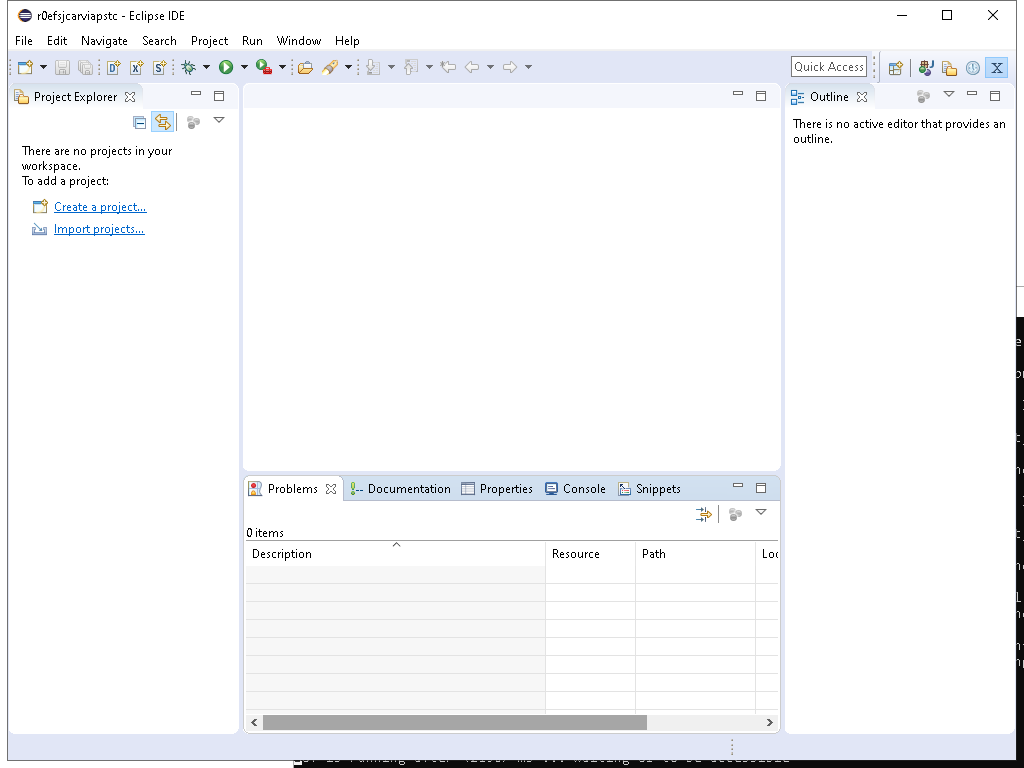 r0efsjcarviapstc - Eclipse IDE
File Edit Navigate Search Project Run Window Help
Quick Access
Project Explorer
Outline
There are no projects in your
workspace.
To add a project:
Create a project...
Import projects...
There is no active editor that provides an
outline.
Problems Documentation Properties Console Snippets
0 items
Description Resource Path Loc